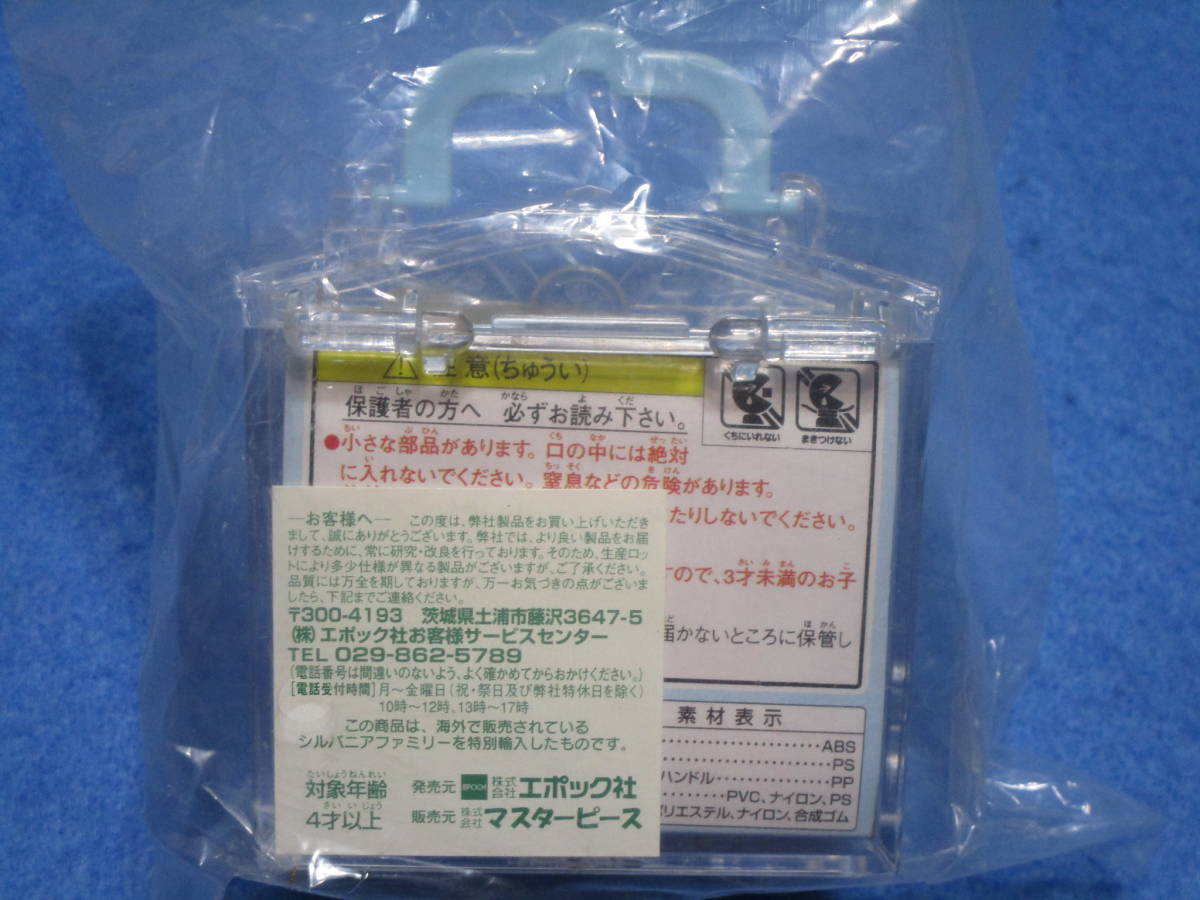 注意(ちゅうい)
保護者の方へ 必ずお読み下さい。
くちにいれない
まきつけない
●小さな部品があります。口の中には絶対
に入れないでください。窒息などの危険があります。
たりしないでください。
ので、3才未満のお子
届かないところに保管し
素材表示
ABS
PS
ハンドル・・・・・・・・・・・・・・・PP
PVC、ナイロン、PS
リエステル、ナイロン、合成ゴム
―お客様へ― この度は、弊社製品をお買い上げいただき
まして、誠にありがとうございます。弊社では、より良い製品をお届
けするために、常に研究・改良を行っております。そのため、生産ロッ
トにより多少仕様が異なる製品がございますが、ご了承ください。
品質には万全を期しておりますが、万一お気づきの点がございま
したら、下記までご連絡ください。
〒300-4193 茨城県土浦市藤沢3647-5
(株)エポック社お客様サービスセンター
TEL 029-862-5789
(電話番号は間違いのないよう、よく確かめてからおかけください。)
[電話受付時間]月～金曜日(祝・祭日及び弊社特休日を除く)
10時～12時、13時～17時
この商品は、海外で販売されている
シルバニアファミリーを特別輸入したものです。
対象年齢
4才以上
発売元 EPOCH 株式会社エポック社
販売元 株式会社マスターピース